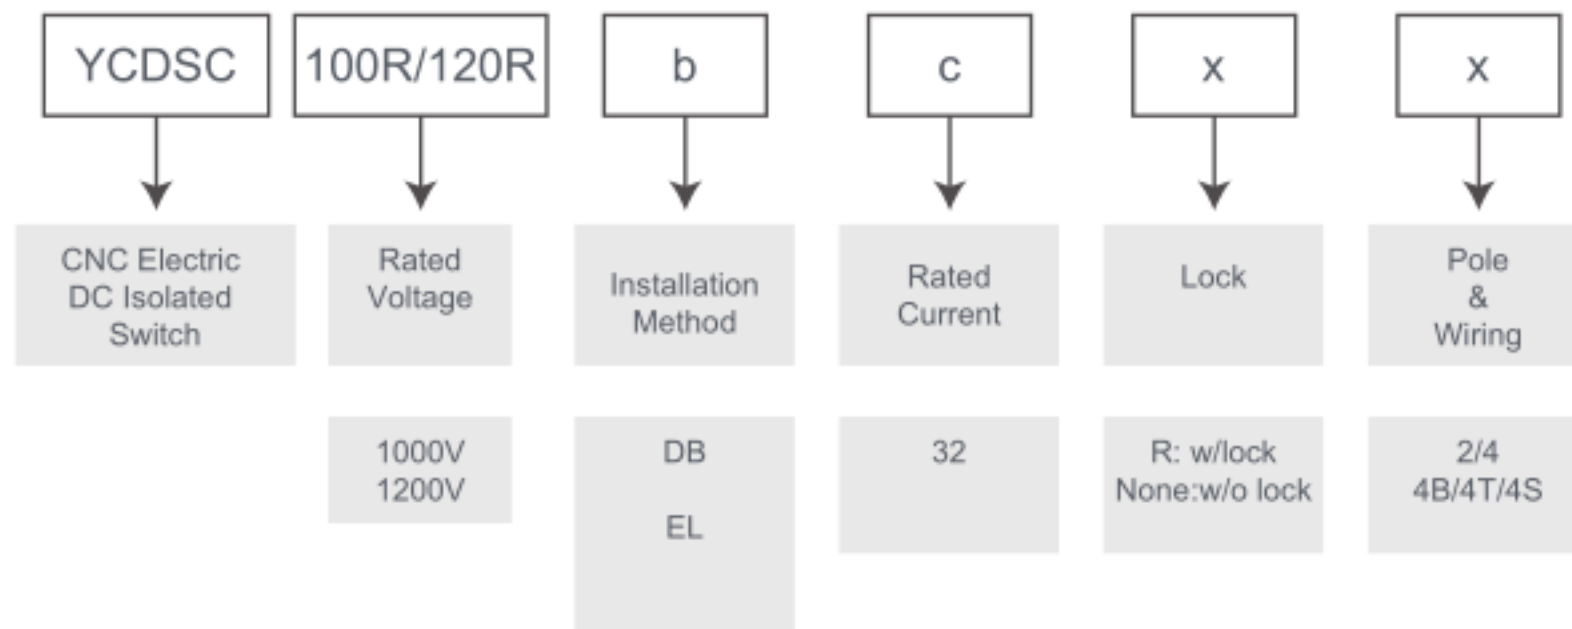 YCDSC
100R/120R
b
c
x
x
CNC Electric
DC Isolated
Switch
Rated
Voltage
Installation
Method
Rated
Current
Lock
Pole
&
Wiring
1000V
1200V
DB
EL
32
R: w/lock
None:w/o lock
2/4
4B/4T/4S